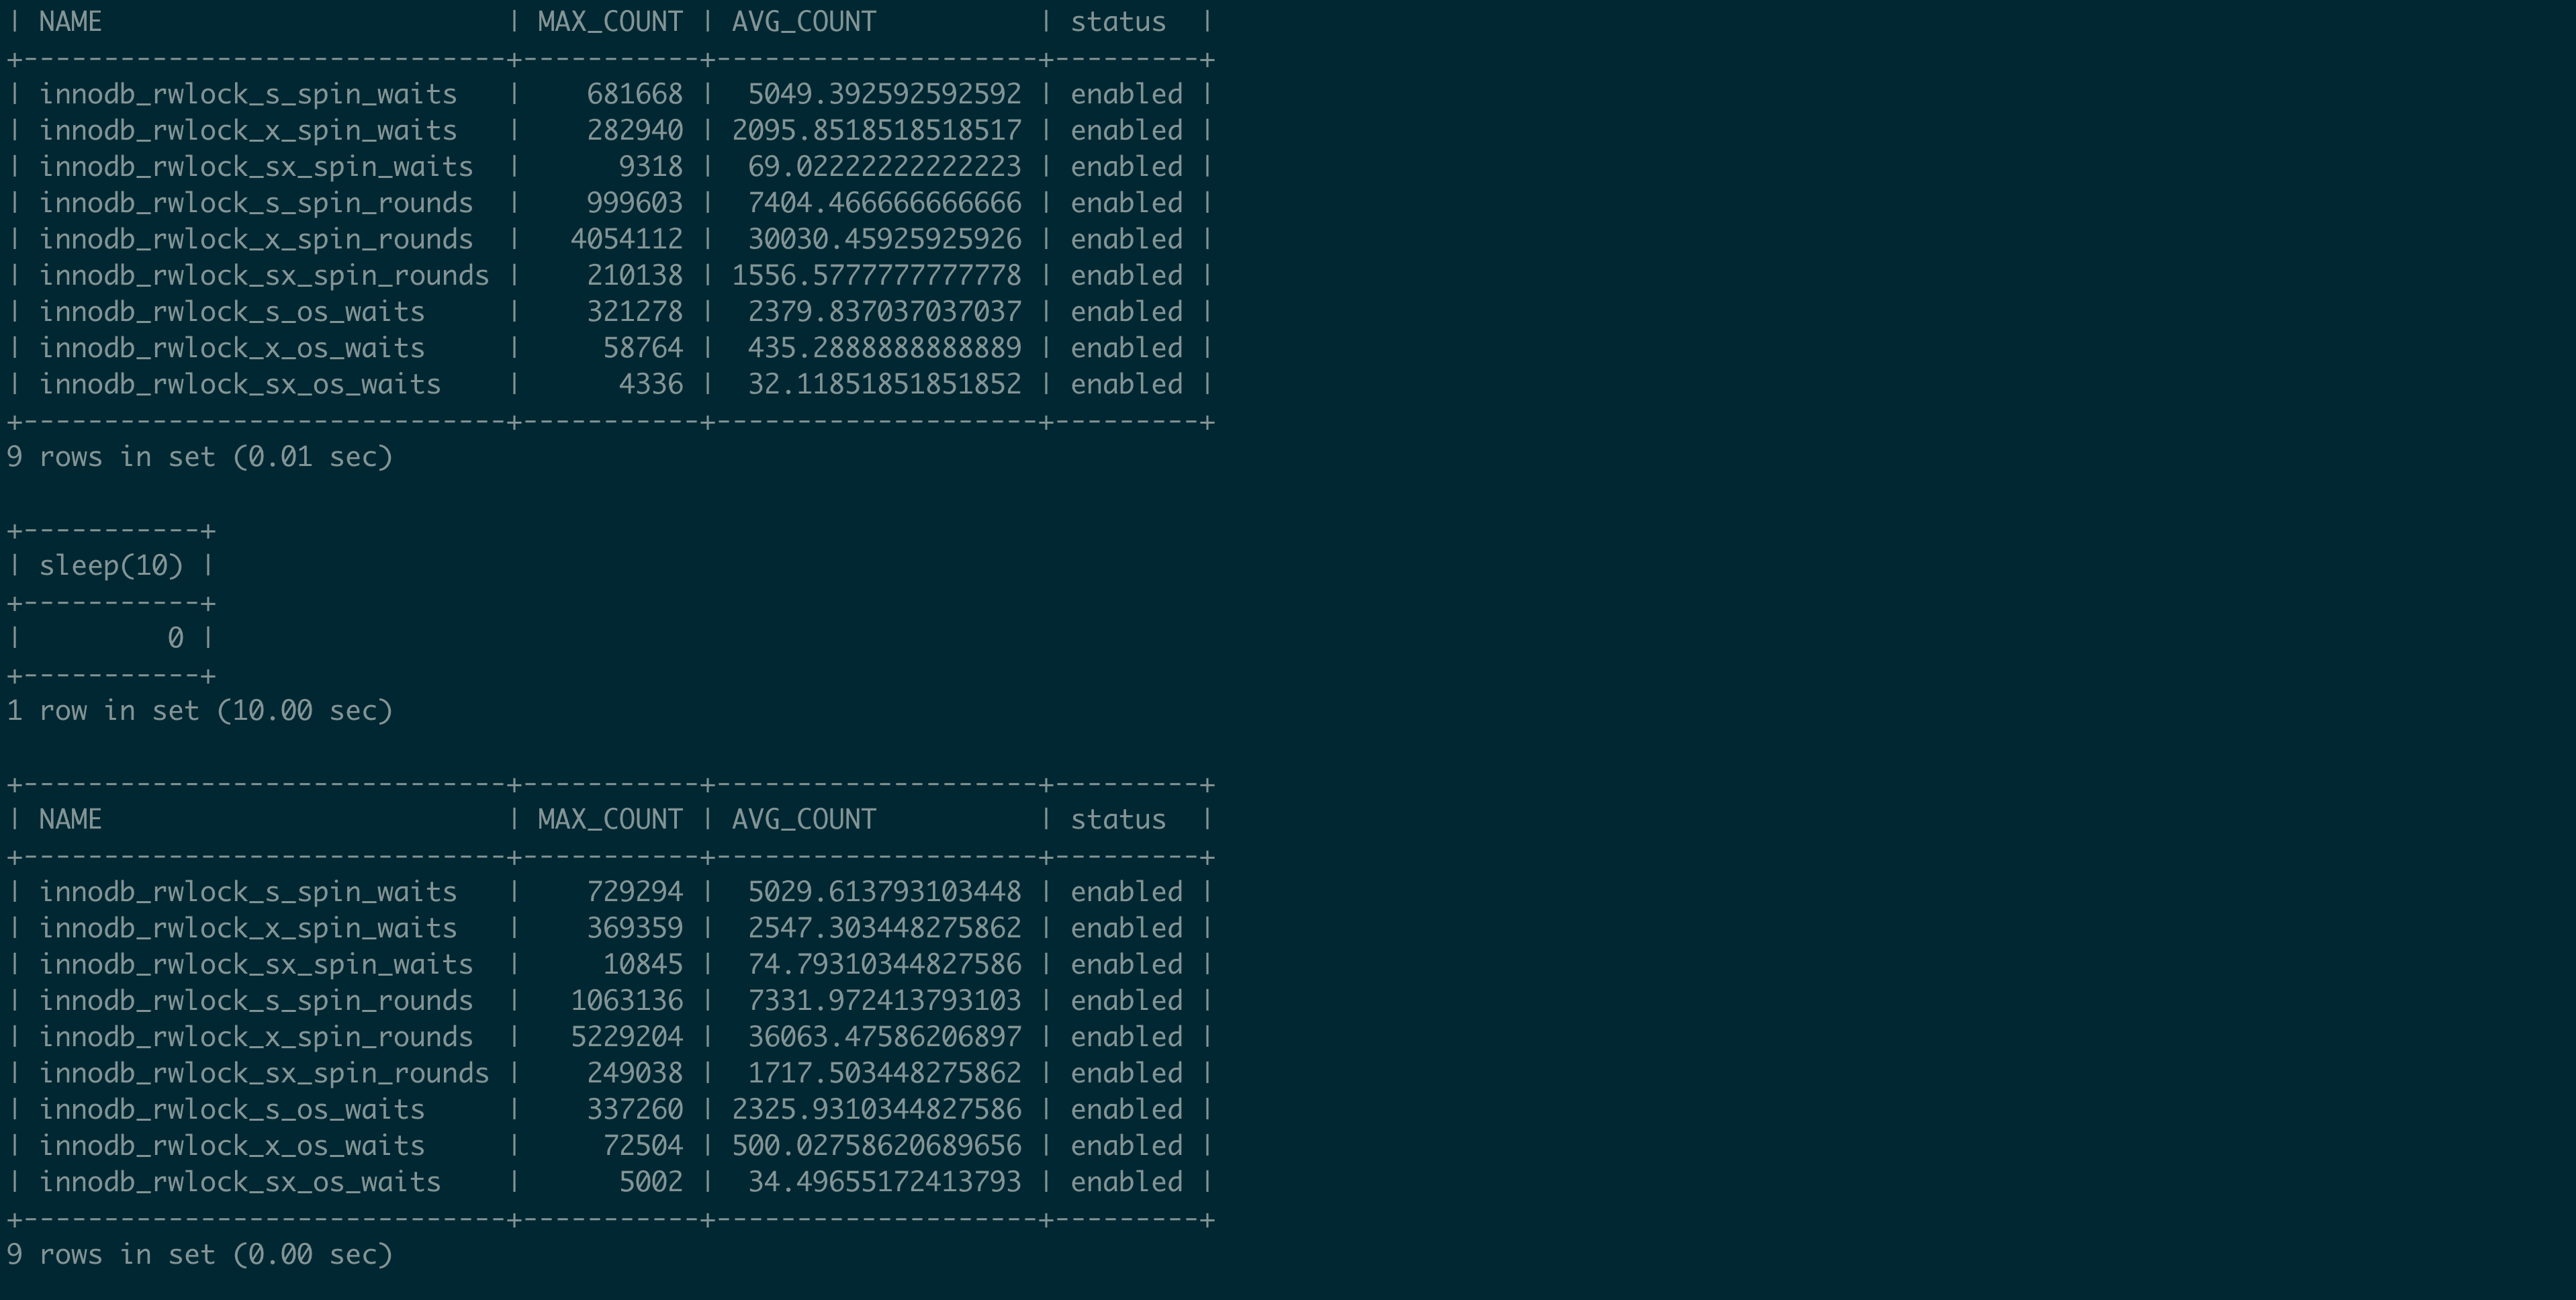 | NAME                         | MAX_COUNT | AVG_COUNT          | status  |
+------------------------------+-----------+--------------------+---------+
| innodb_rwlock_s_spin_waits   |    681668 |  5049.392592592592 | enabled |
| innodb_rwlock_x_spin_waits   |    282940 | 2095.8518518518517 | enabled |
| innodb_rwlock_sx_spin_waits  |      9318 |  69.02222222222223 | enabled |
| innodb_rwlock_s_spin_rounds  |    999603 |  7404.466666666666 | enabled |
| innodb_rwlock_x_spin_rounds  |   4054112 |  30030.45925925926 | enabled |
| innodb_rwlock_sx_spin_rounds |    210138 | 1556.5777777777778 | enabled |
| innodb_rwlock_s_os_waits     |    321278 |  2379.837037037037 | enabled |
| innodb_rwlock_x_os_waits     |     58764 |  435.2888888888889 | enabled |
| innodb_rwlock_sx_os_waits    |      4336 |  32.11851851851852 | enabled |
+------------------------------+-----------+--------------------+---------+
9 rows in set (0.01 sec)

+-----------+
| sleep(10) |
+-----------+
|         0 |
+-----------+
1 row in set (10.00 sec)

+------------------------------+-----------+--------------------+---------+
| NAME                         | MAX_COUNT | AVG_COUNT          | status  |
+------------------------------+-----------+--------------------+---------+
| innodb_rwlock_s_spin_waits   |    729294 |  5029.613793103448 | enabled |
| innodb_rwlock_x_spin_waits   |    369359 |  2547.303448275862 | enabled |
| innodb_rwlock_sx_spin_waits  |     10845 |  74.79310344827586 | enabled |
| innodb_rwlock_s_spin_rounds  |   1063136 |  7331.972413793103 | enabled |
| innodb_rwlock_x_spin_rounds  |   5229204 |  36063.47586206897 | enabled |
| innodb_rwlock_sx_spin_rounds |    249038 |  1717.503448275862 | enabled |
| innodb_rwlock_s_os_waits     |    337260 | 2325.9310344827586 | enabled |
| innodb_rwlock_x_os_waits     |     72504 | 500.02758620689656 | enabled |
| innodb_rwlock_sx_os_waits    |      5002 |  34.49655172413793 | enabled |
+------------------------------+-----------+--------------------+---------+
9 rows in set (0.00 sec)